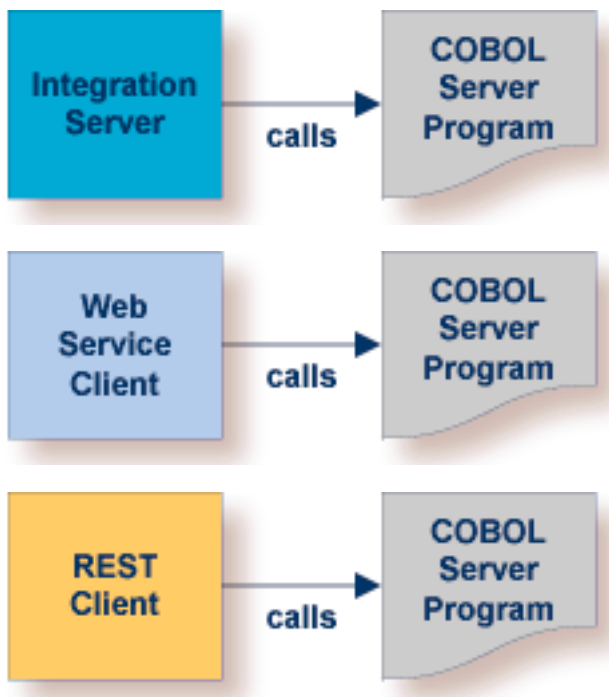 Integration
Server
calls
COBOL
Server
Program
Web
Service
Client
calls
COBOL
Server
Program
REST
Client
calls
COBOL
Server
Program